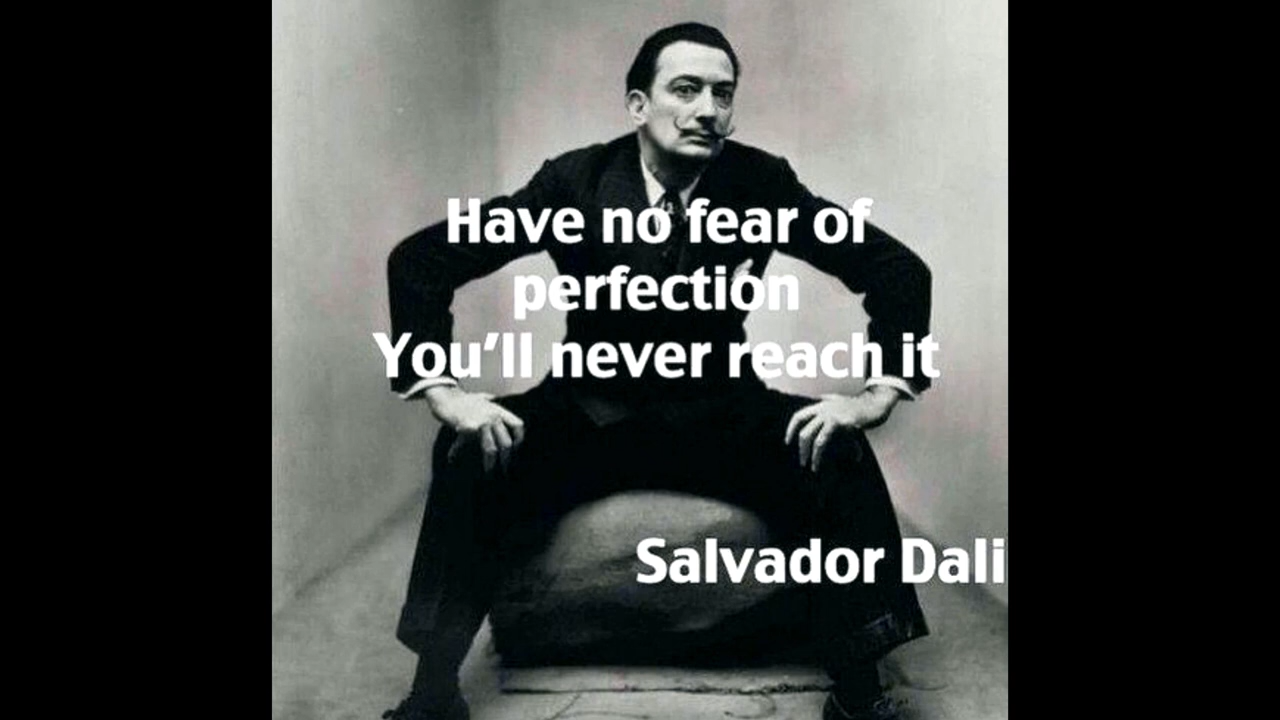 Have no fear of
perfection
You’ll never reach it
Salvador Dali